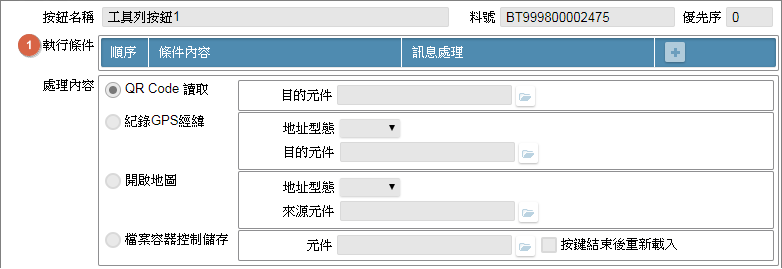 按鈕名稱 工具列按鈕1 料號 BT999800002475 優先序 0
1 執行條件 順序 條件內容 訊息處理 +
處理內容 QR Code 讀取 目的元件
紀錄GPS經緯 地址型態
目的元件
開啟地圖 地址型態
來源元件
檔案容器控制儲存 元件 按鍵結束後重新載入